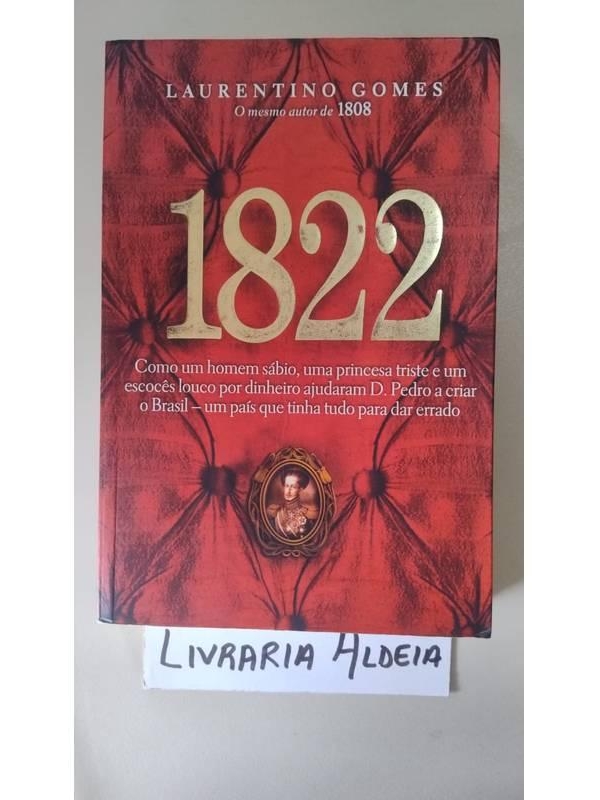 LAURENTINO GOMES
O mesmo autor de 1808
1822
Como um homem sábio, uma princesa triste e um
escocês louco por dinheiro ajudaram D. Pedro a criar
o Brasil – um país que tinha tudo para dar errado
LIVRARIA ALDEIA